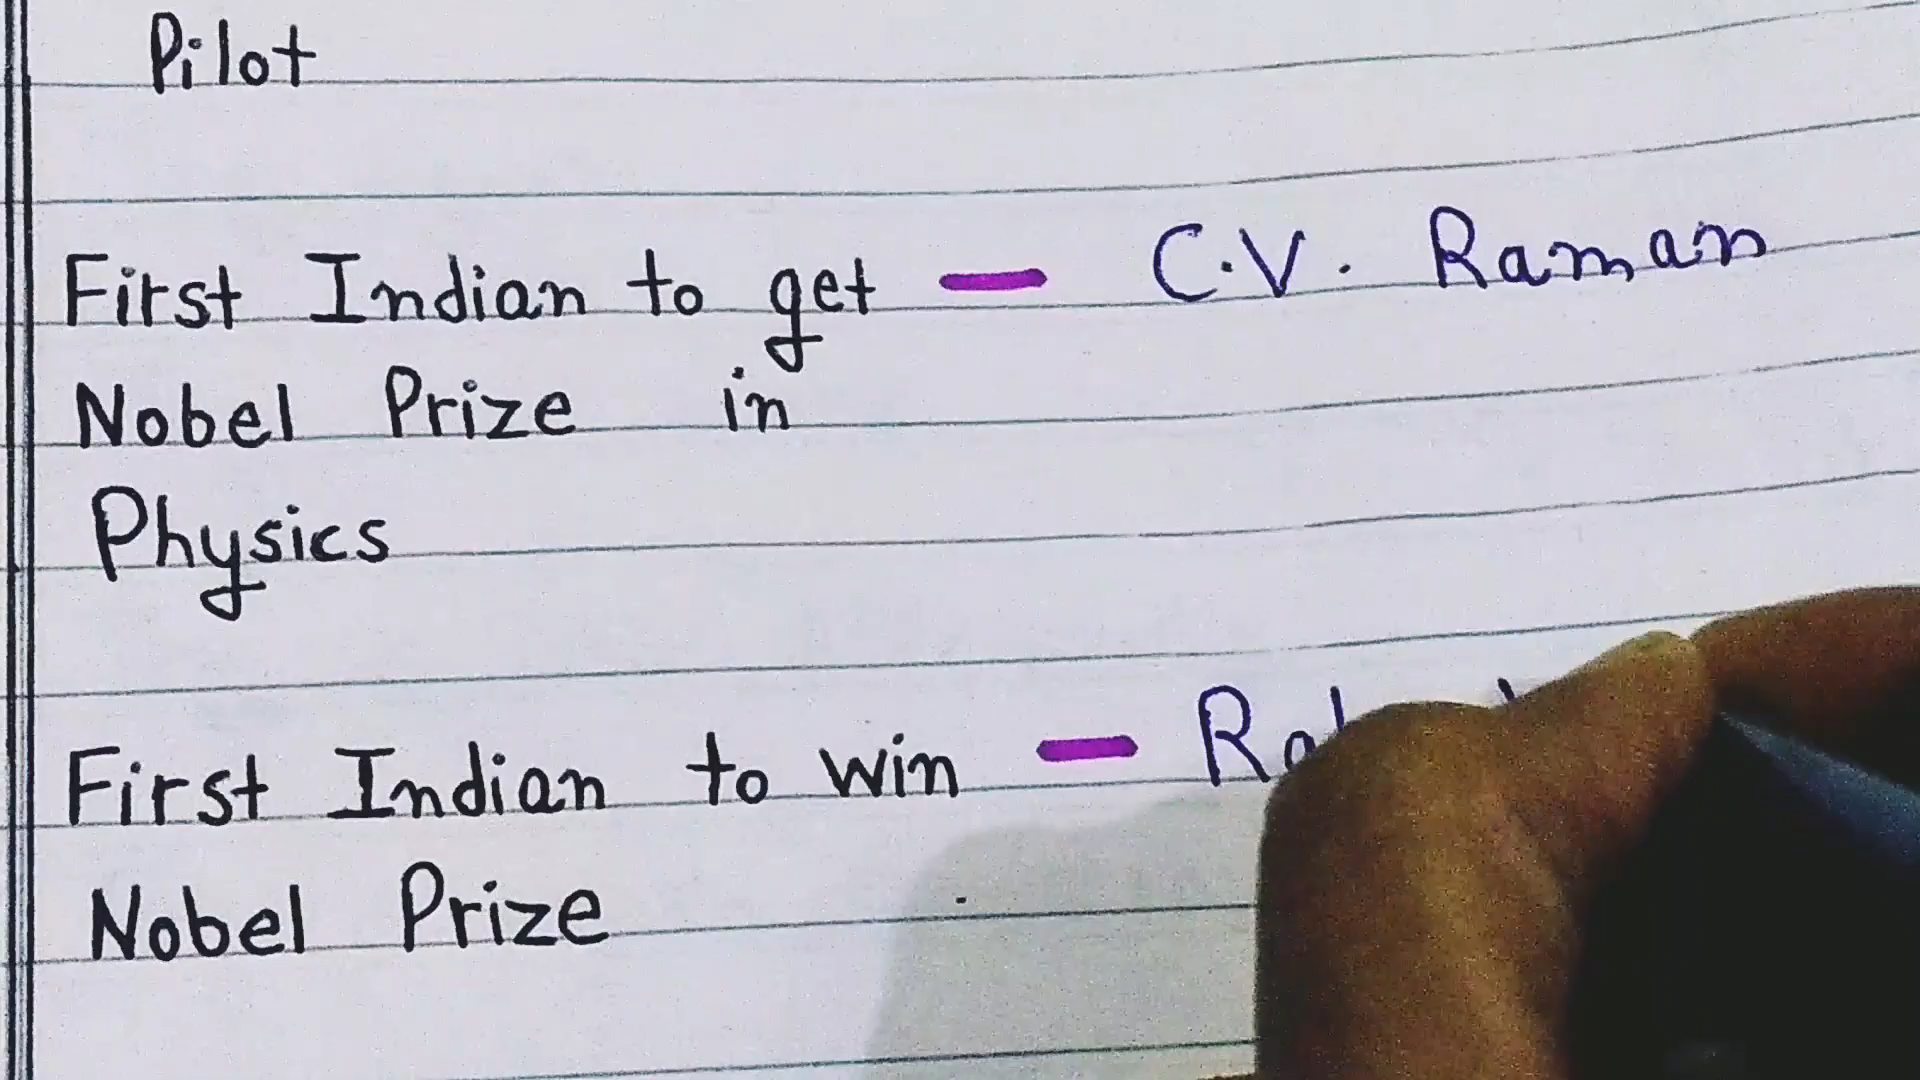 Pilot
First Indian to get — C.V. Raman
Nobel Prize in
Physics
First Indian to win —
Nobel Prize